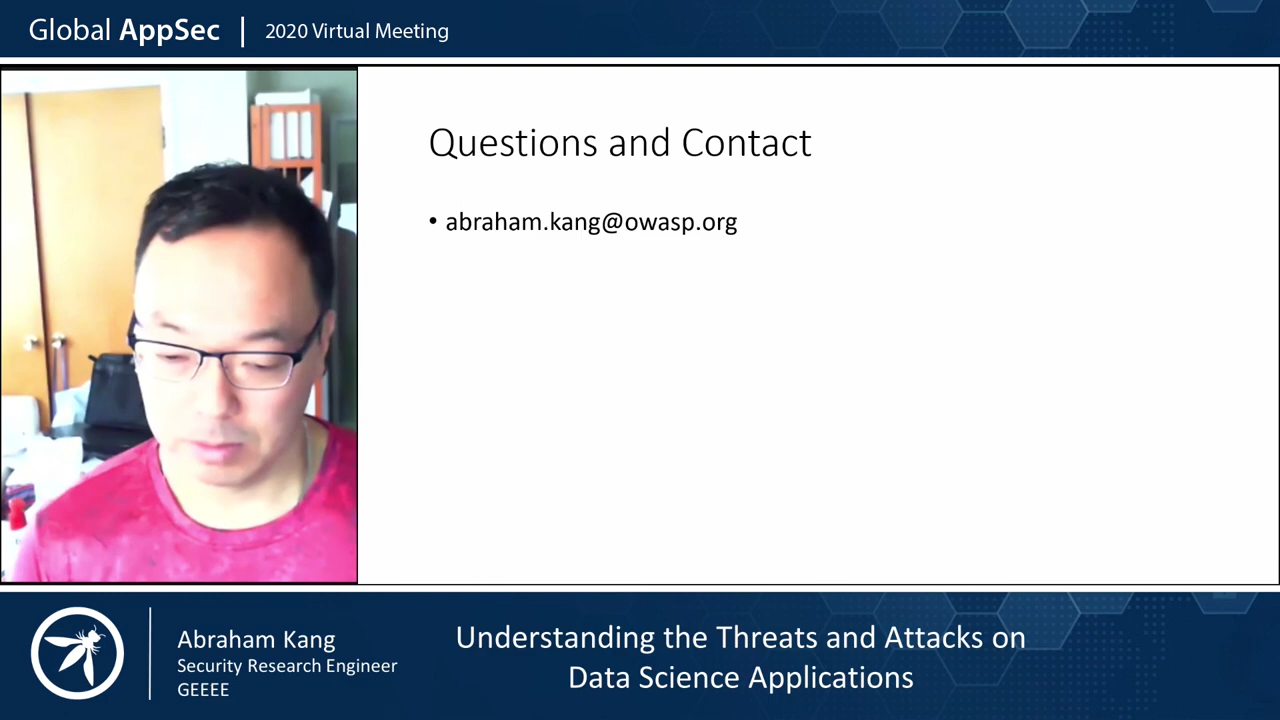 Global AppSec | 2020 Virtual Meeting
Questions and Contact
• abraham.kang@owasp.org
Abraham Kang
Security Research Engineer
GEEEE
Understanding the Threats and Attacks on
Data Science Applications